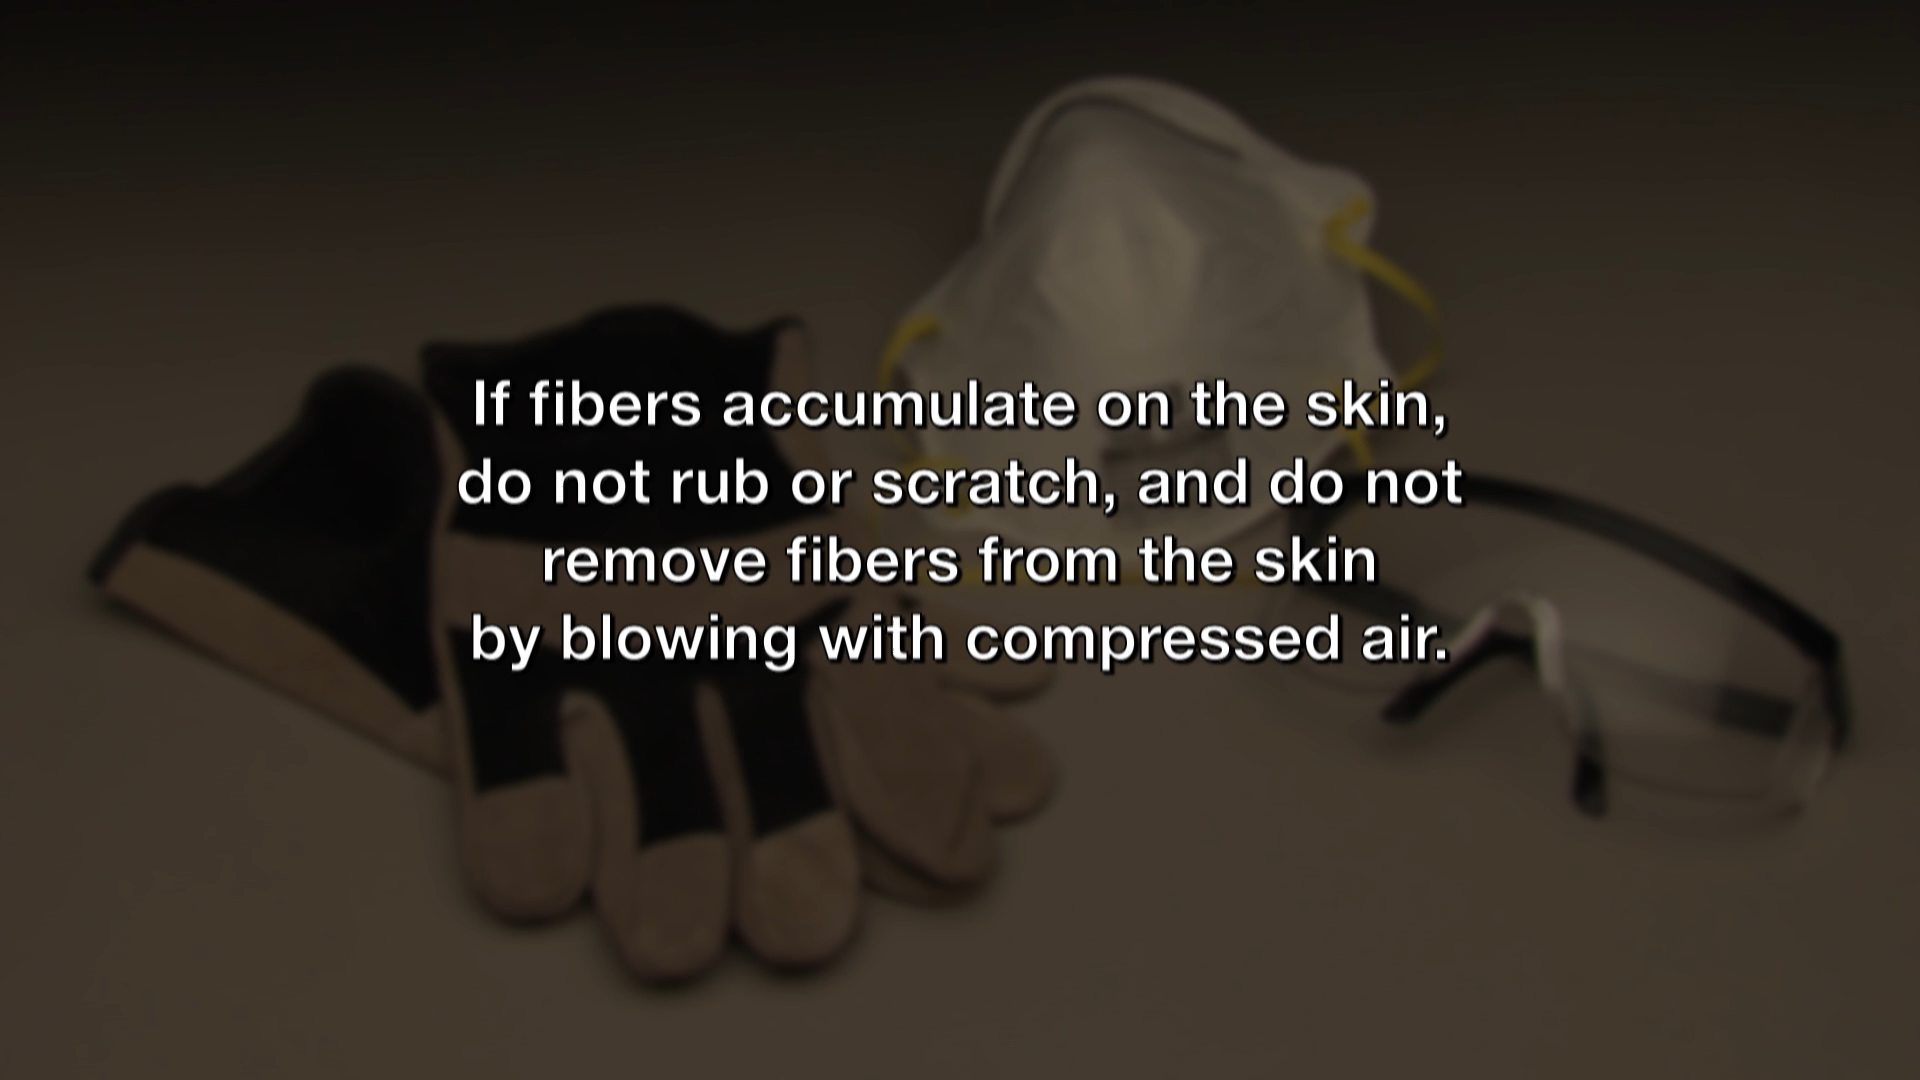 If fibers accumulate on the skin,
do not rub or scratch, and do not
remove fibers from the skin
by blowing with compressed air.